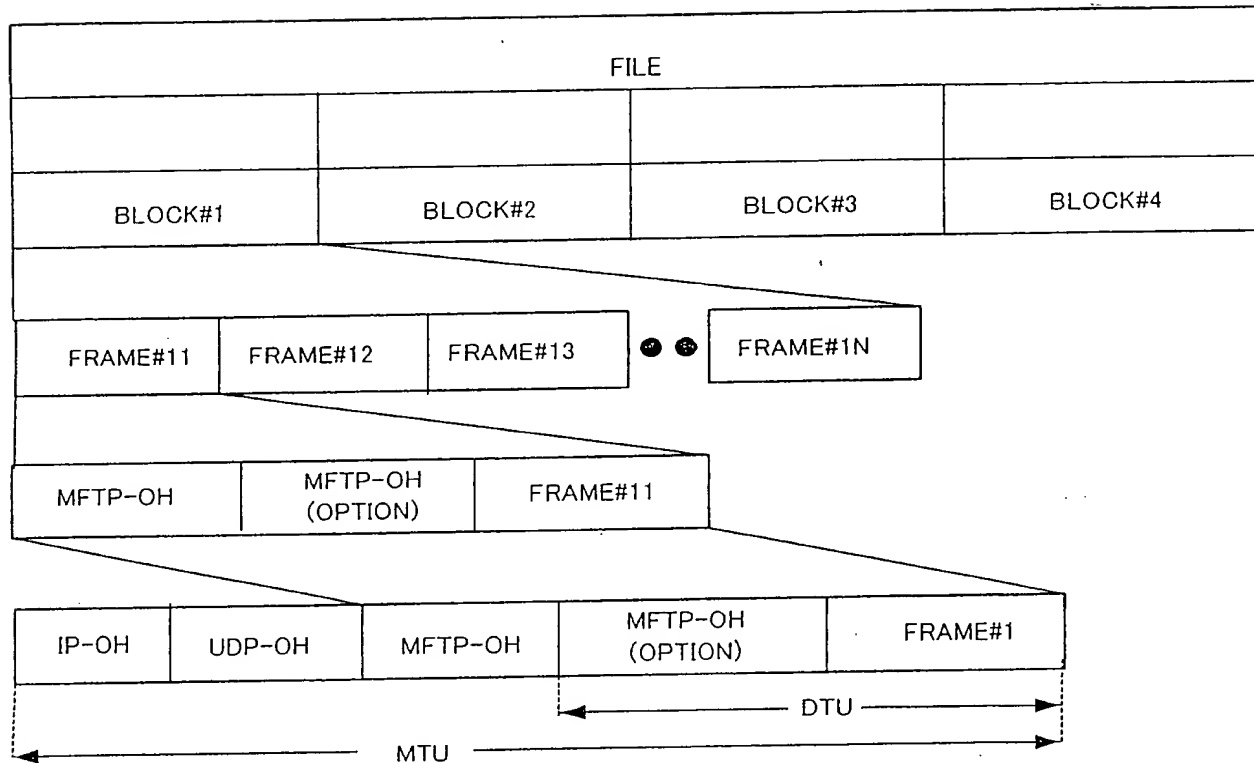 FILE
BLOCK#1 BLOCK#2 BLOCK#3 BLOCK#4
FRAME#11 FRAME#12 FRAME#13 FRAME#1N
MFTP-OH MFTP-OH FRAME#11
(OPTION)
IP-OH UDP-OH MFTP-OH MFTP-OH FRAME#1
(OPTION)
DTU
MTU